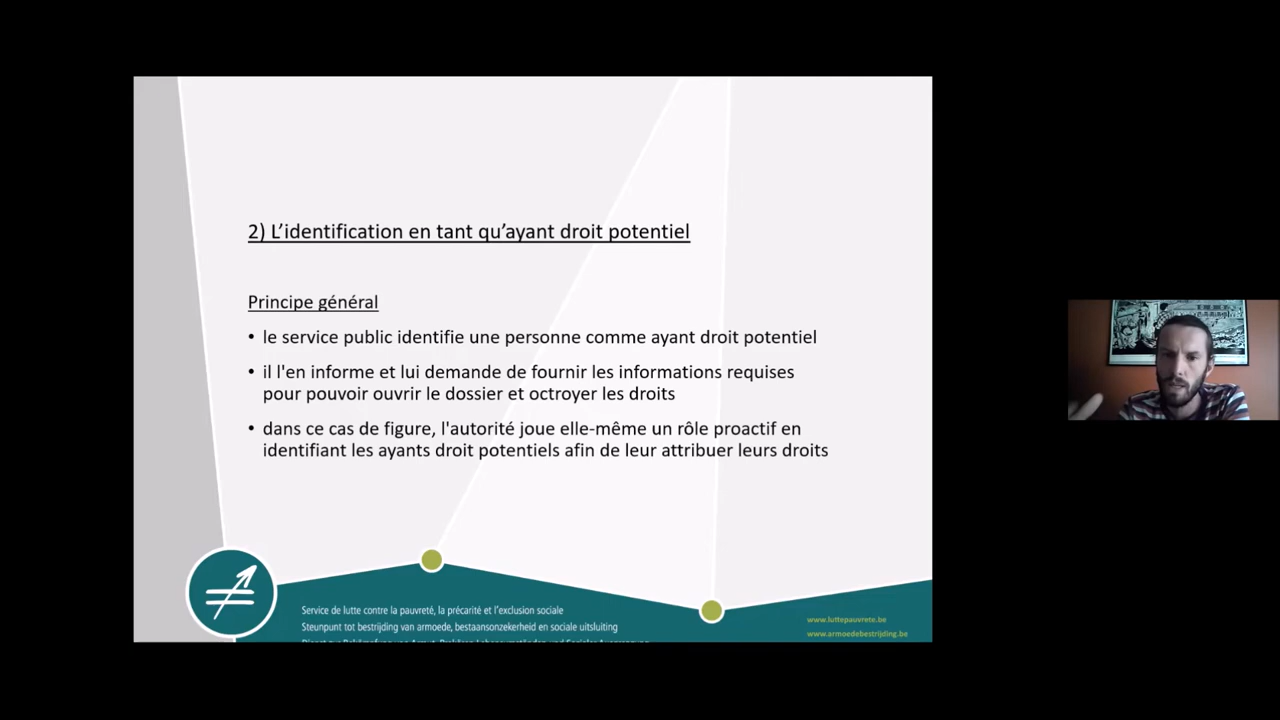 2) L’identification en tant qu’ayant droit potentiel
Principe général
• le service public identifie une personne comme ayant droit potentiel
• il l'en informe et lui demande de fournir les informations requises
pour pouvoir ouvrir le dossier et octroyer les droits
• dans ce cas de figure, l'autorité joue elle-même un rôle proactif en
identifiant les ayants droit potentiels afin de leur attribuer leurs droits
Service de lutte contre la pauvreté, la précarité et l’exclusion sociale
Steunpunt tot bestrijding van armoede, bestaansonzekerheid en sociale uitsluiting
www.luttepauvrete.be
www.armoedebestrijding.be